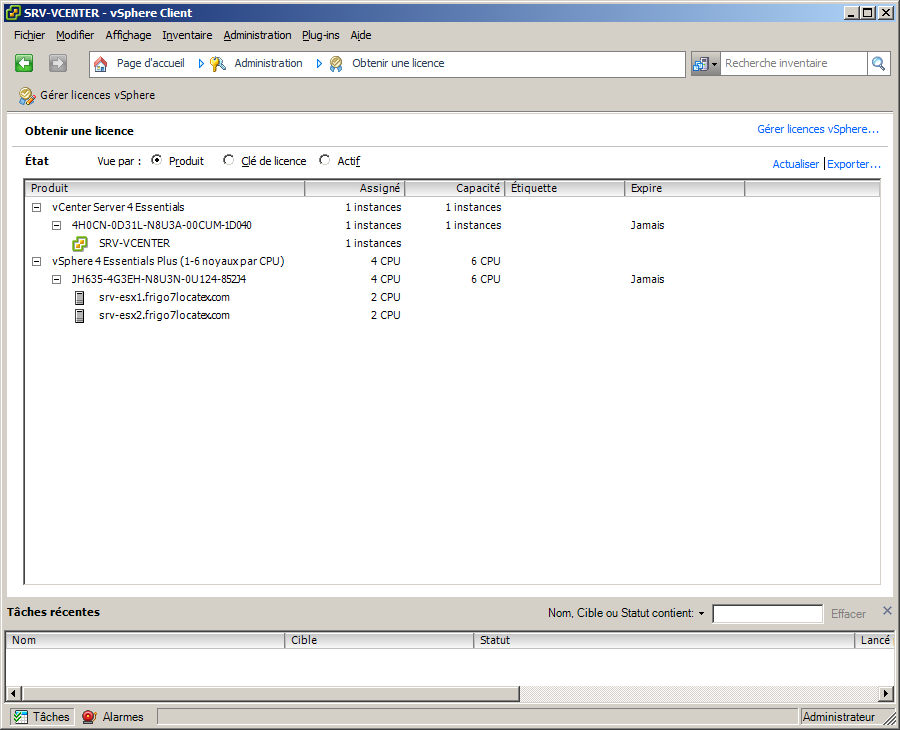 SRV-VCENTER - vSphere Client
Fichier Modifier Affichage Inventaire Administration Plug-ins Aide
Page d'accueil Administration Obtenir une licence Recherche inventaire
Gérer licences vSphere
Obtenir une licence Gérer licences vSphere...
État Vue par : Produit Clé de licence Actif Actualiser Exporter...
Produit Assigné Capacité Étiquette Expire
vCenter Server 4 Essentials 1 instances 1 instances
4H0CN-0D31L-N8U3A-00CUM-1D040 1 instances 1 instances Jamais
SRV-VCENTER 1 instances
vSphere 4 Essentials Plus (1-6 noyaux par CPU) 4 CPU 6 CPU
JH635-4G3EH-N8U3N-0U124-852J4 4 CPU 6 CPU Jamais
srv-esx1.frigo7locatex.com 2 CPU
srv-esx2.frigo7locatex.com 2 CPU
Tâches récentes Nom, Cible ou Statut contient: Effacer
Nom Cible Statut Lancé
Tâches Alarmes Administrateur